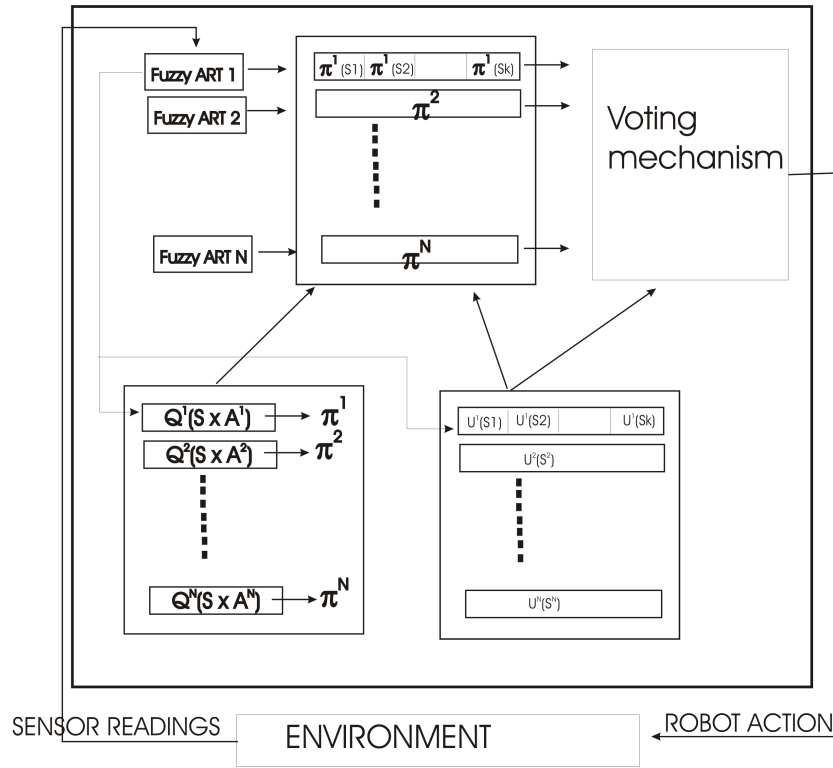 Fuzzy ART 1
π¹(S1) π¹(S2) π¹(Sk)
Fuzzy ART 2
π²
Voting
mechanism
Fuzzy ART N
πᴺ
Q¹(S x A¹) π¹
Q²(S x A²) π²
Qᴺ(S x Aᴺ) πᴺ
U¹(S1) U¹(S2) U¹(Sk)
U²(S²)
Uᴺ(Sᴺ)
SENSOR READINGS
ENVIRONMENT
ROBOT ACTION